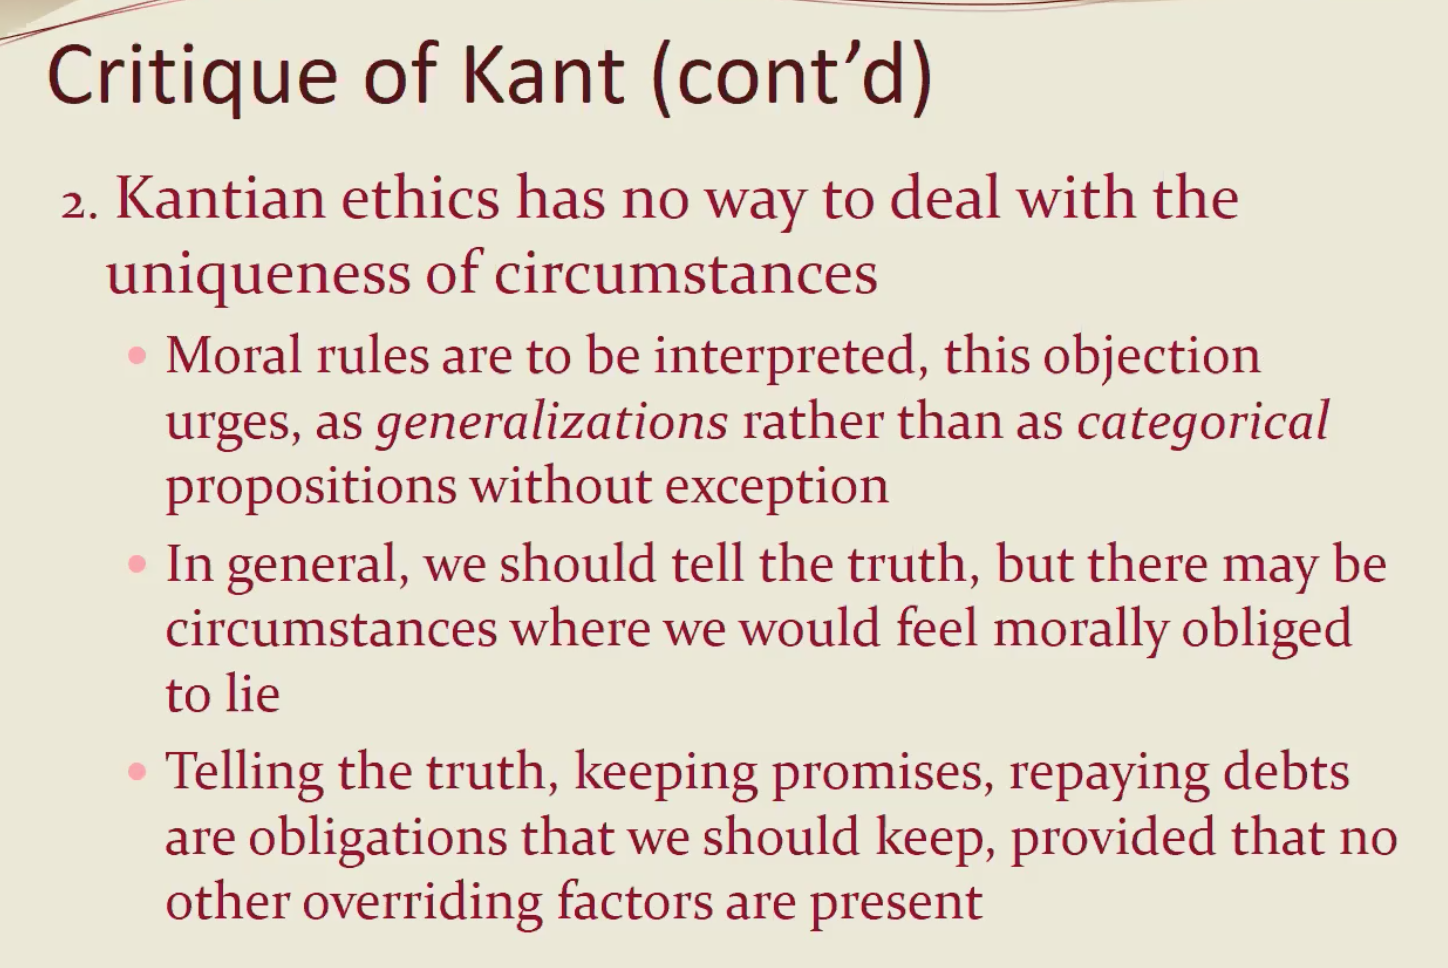 Critique of Kant (cont’d)
2. Kantian ethics has no way to deal with the
uniqueness of circumstances
• Moral rules are to be interpreted, this objection
urges, as generalizations rather than as categorical
propositions without exception
• In general, we should tell the truth, but there may be
circumstances where we would feel morally obliged
to lie
• Telling the truth, keeping promises, repaying debts
are obligations that we should keep, provided that no
other overriding factors are present